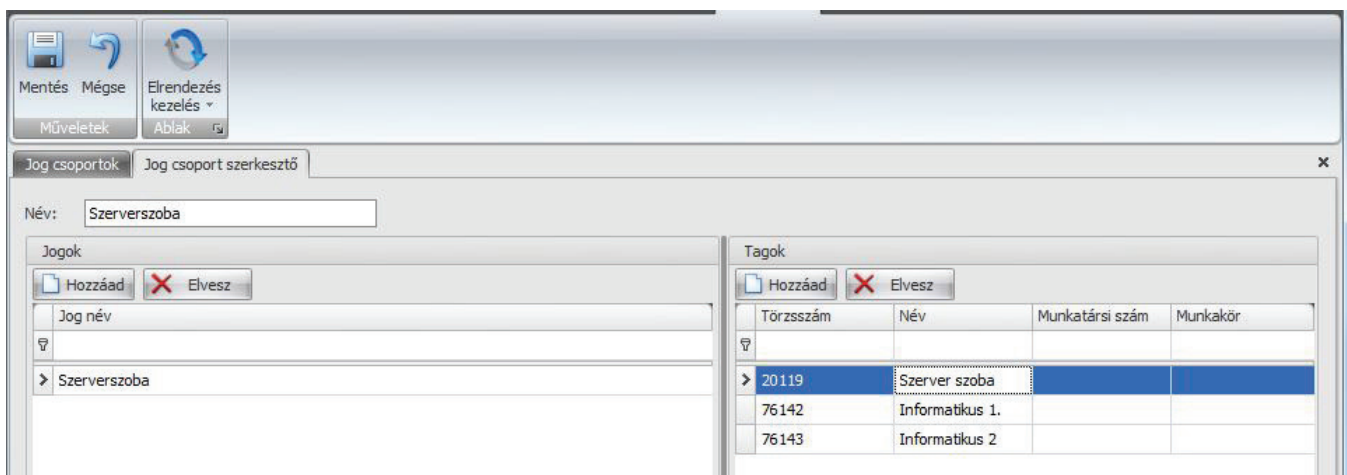 Mentés Mégse Elrendezés kezelés
Műveletek Ablak
Jog csoportok Jog csoport szerkesztő
Név: Szerverszoba
Jogok Tagok
Hozzáad Elvesz Hozzáad Elvesz
Jog név Törzsszám Név Munkatársi szám Munkakör
Szerverszoba 20119 Szerver szoba
76142 Informatikus 1.
76143 Informatikus 2